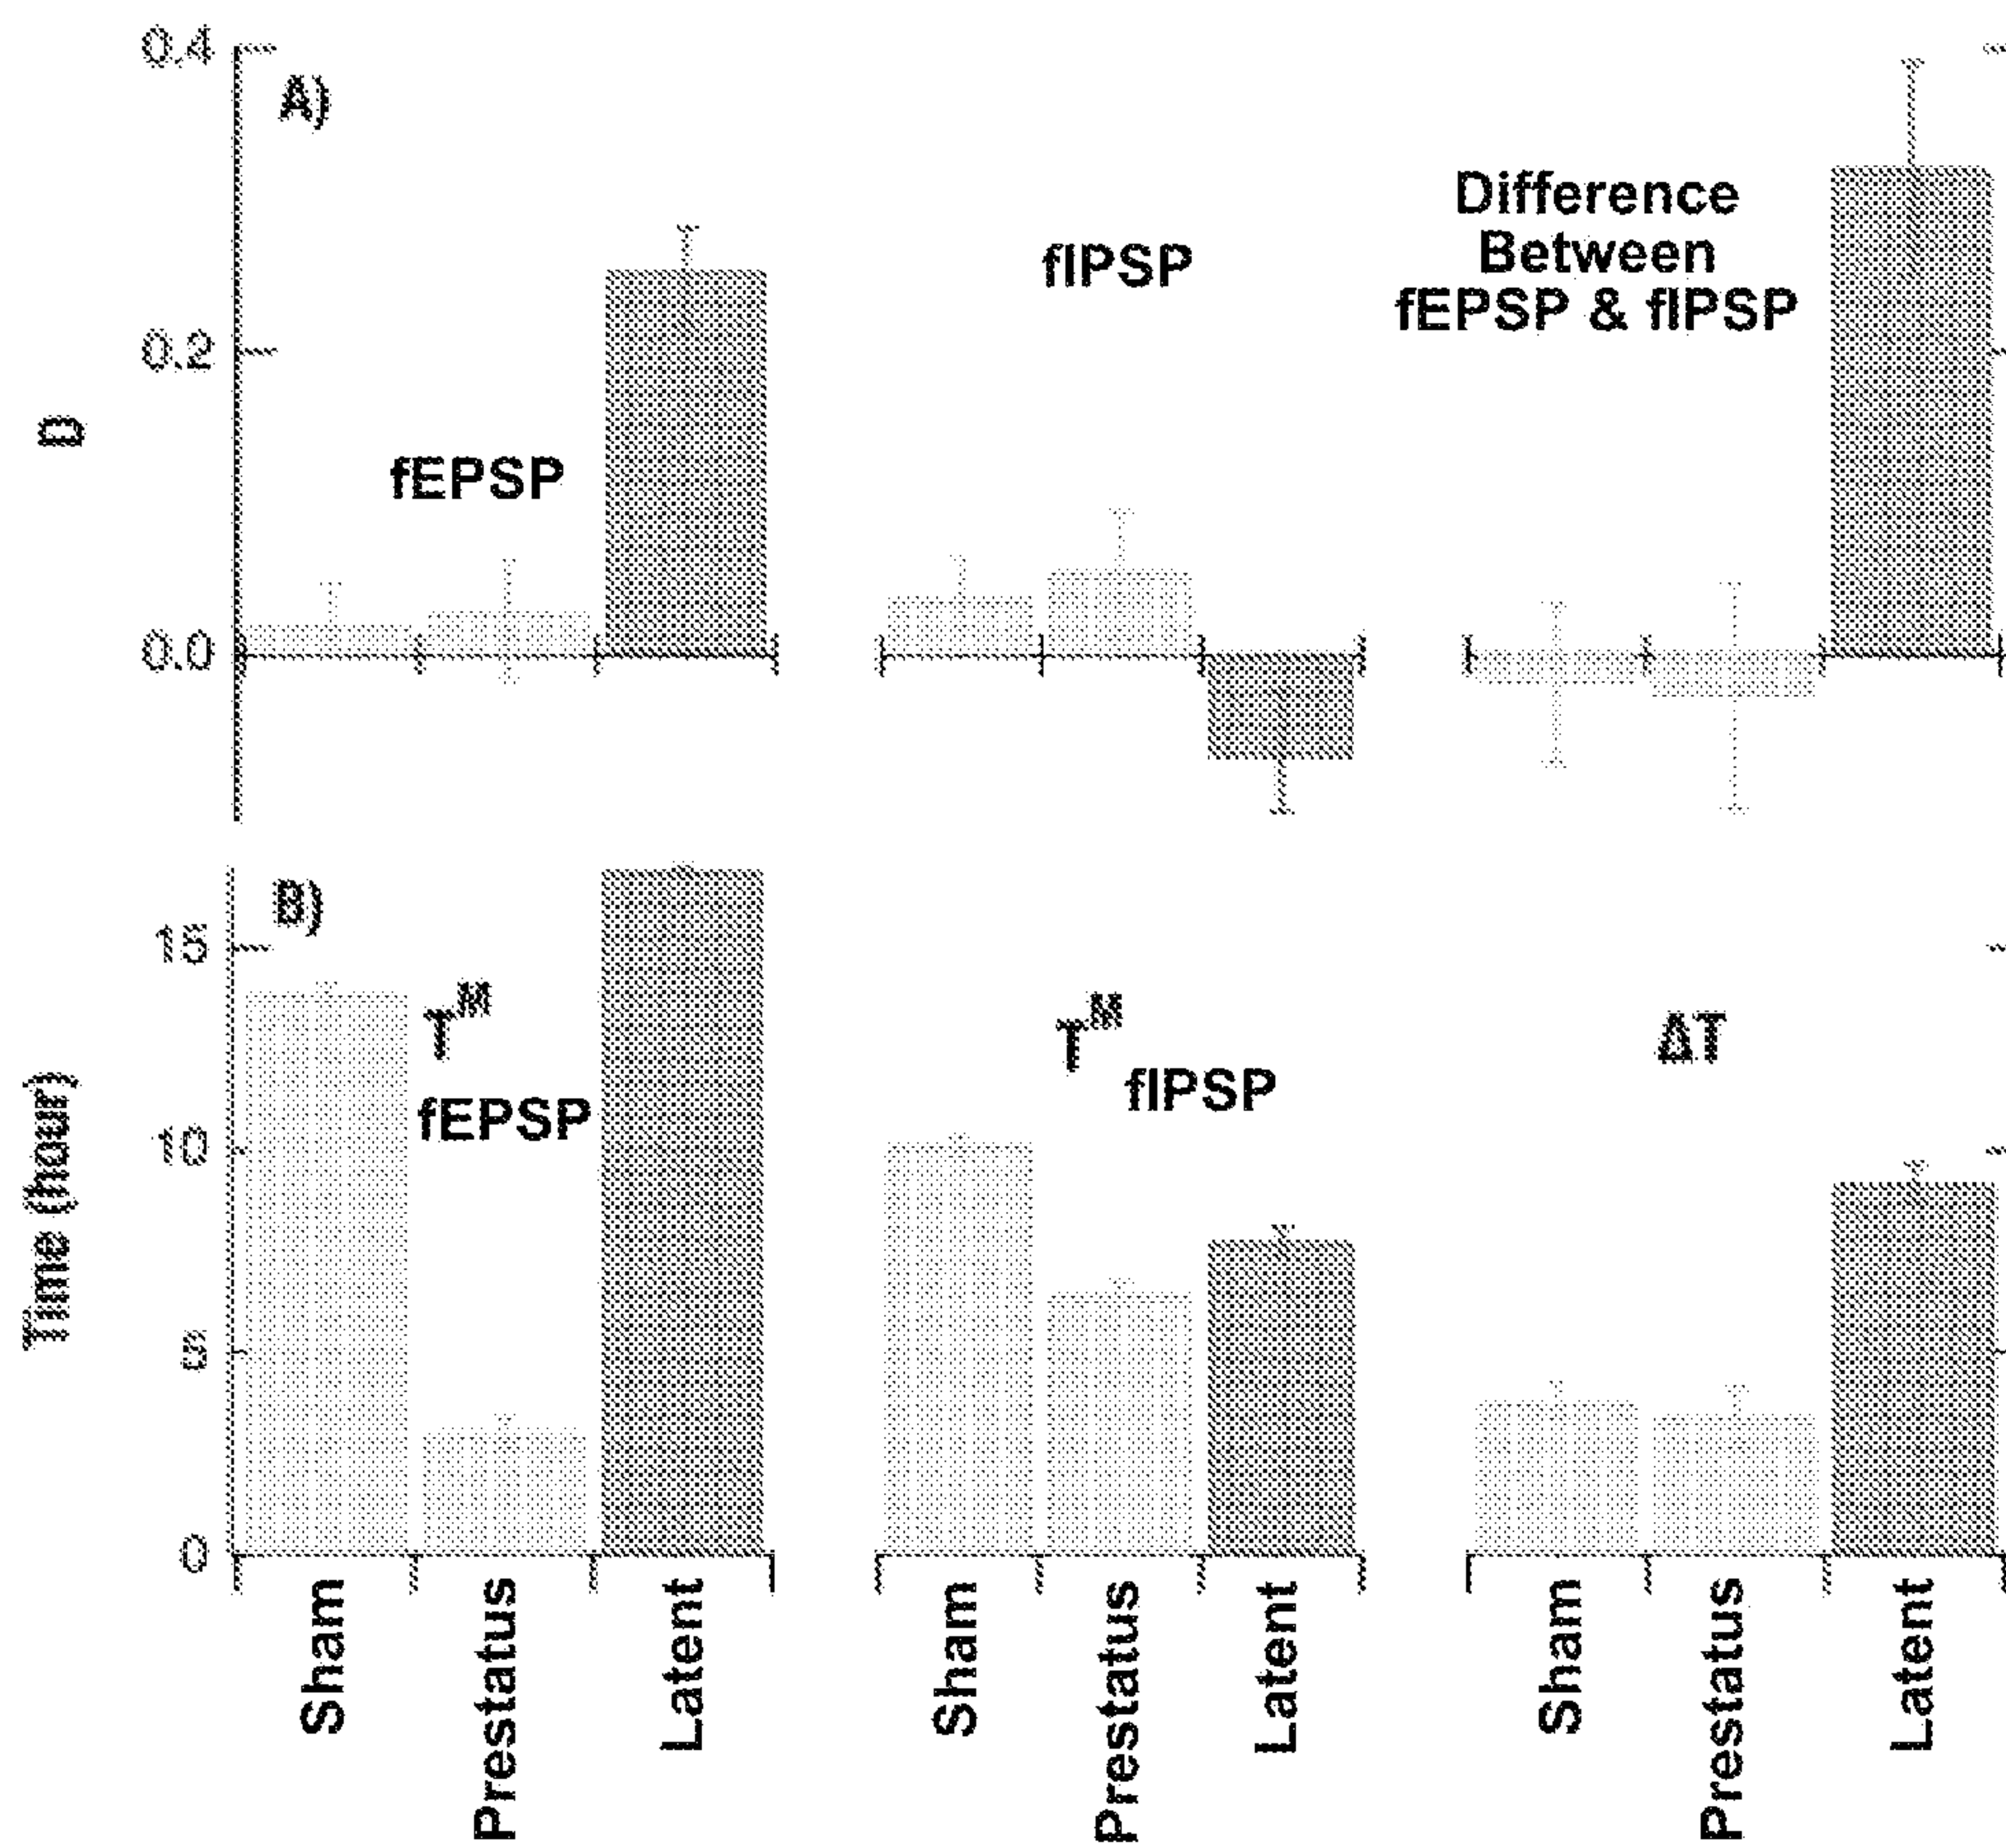 0.4
A)
Difference
Between
fEPSP & fIPSP
fIPSP
0.2
D
fEPSP
0.0
B)
15
T^M
fEPSP
T^M
fIPSP
ΔT
10
Time (hour)
5
0
Sham
Prestatus
Latent
Sham
Prestatus
Latent
Sham
Prestatus
Latent